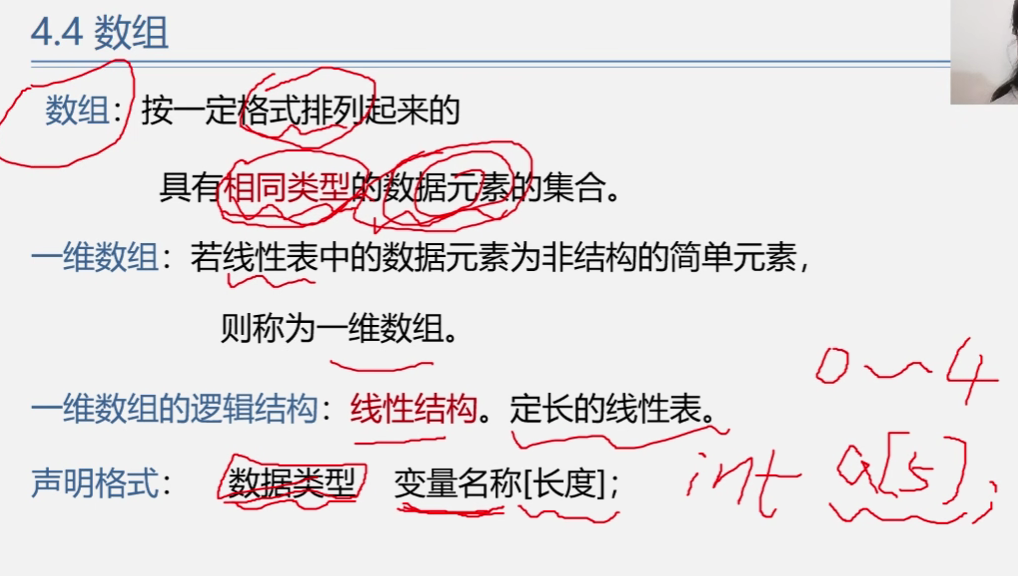 4.4 数组
数组：按一定格式排列起来的
具有相同类型的数据元素的集合。
一维数组：若线性表中的数据元素为非结构的简单元素，
则称为一维数组。
0~4
一维数组的逻辑结构：线性结构。定长的线性表。
声明格式： 数据类型 变量名称[长度]; int a[5];